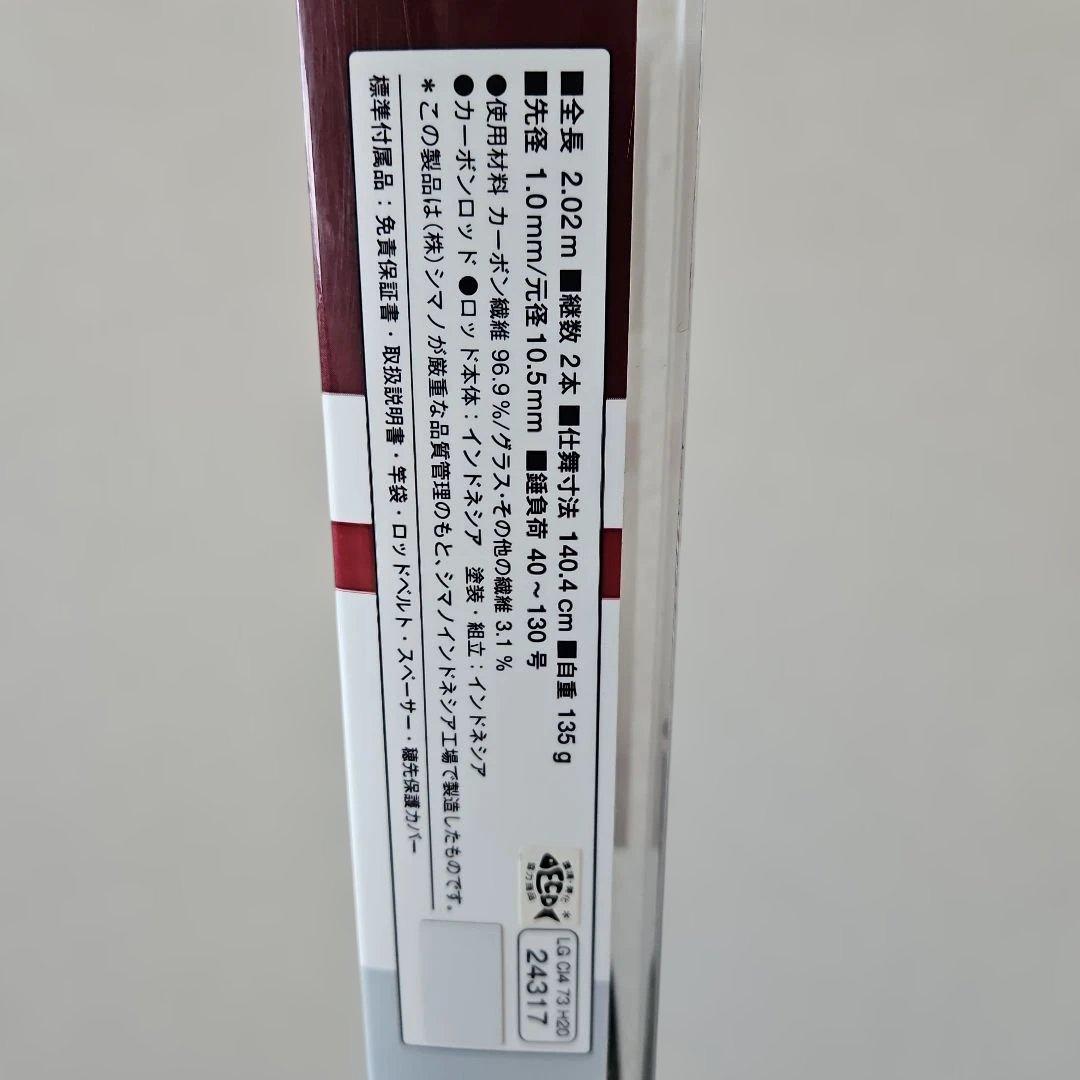 ■全長 2.02m ■継数 2本 ■仕舞寸法 140.4cm ■自重 135g
■先径 1.0mm/元径10.5mm ■錘負荷 40〜130号
●使用材料 カーボン繊維 96.9%/グラス・その他の繊維 3.1%
●カーボンロッド ●ロッド本体:インドネシア 塗装・組立:インドネシア
*この製品は(株)シマノが厳重な品質管理のもと、シマノインドネシア工場で製造したものです。
標準付属品:免責保証書・取扱説明書・竿袋・ロッドベルト・スペーサー・穂先保護カバー
ECO
LG CI4 73 H20
24317